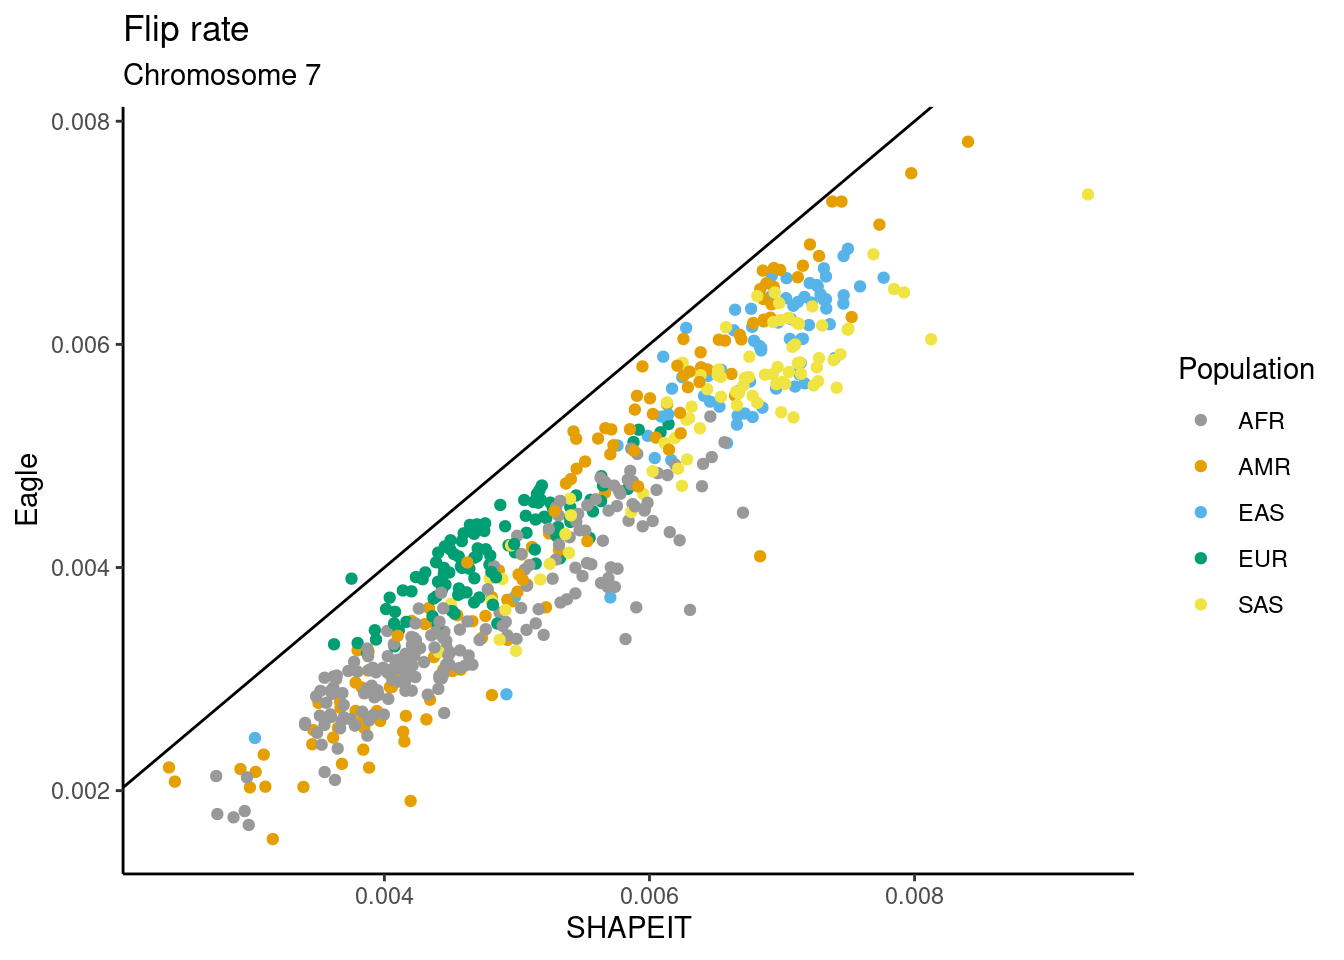 Flip rate
Chromosome 7
0.008
0.006
0.004
0.002
Eagle
0.004
0.006
0.008
SHAPEIT
Population
AFR
AMR
EAS
EUR
SAS